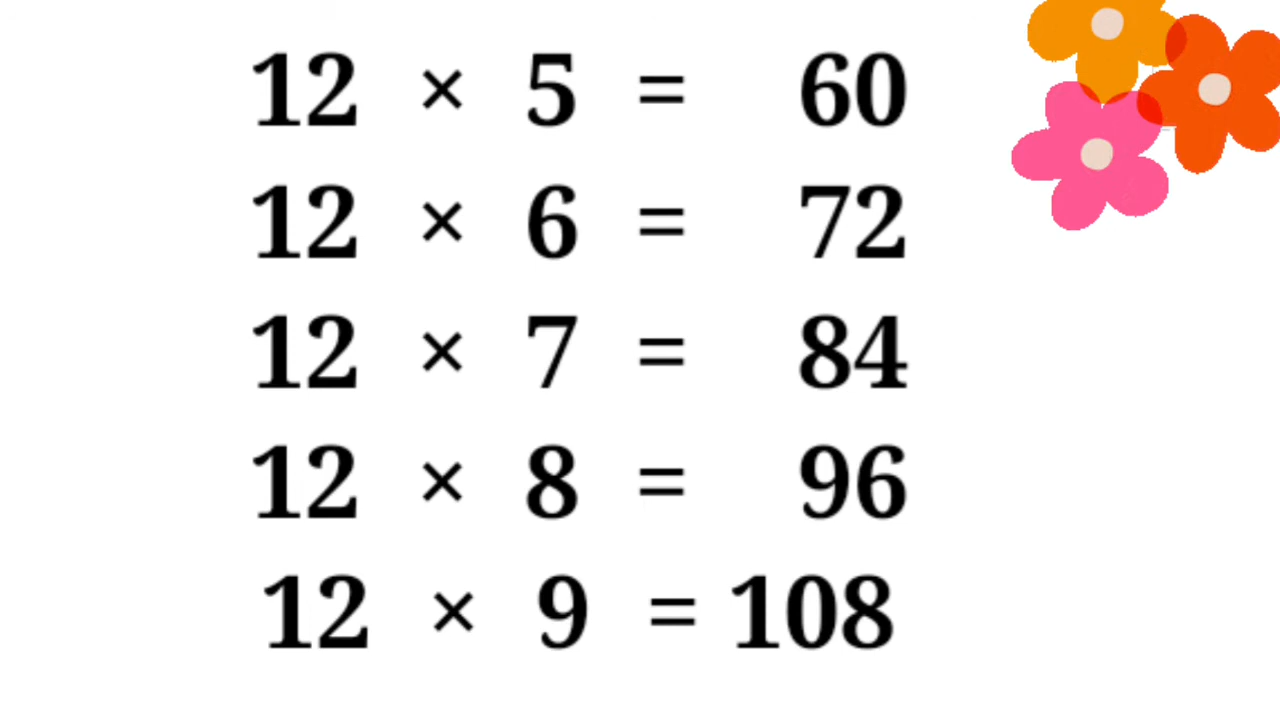 12 × 5 = 60
12 × 6 = 72
12 × 7 = 84
12 × 8 = 96
12 × 9 = 108